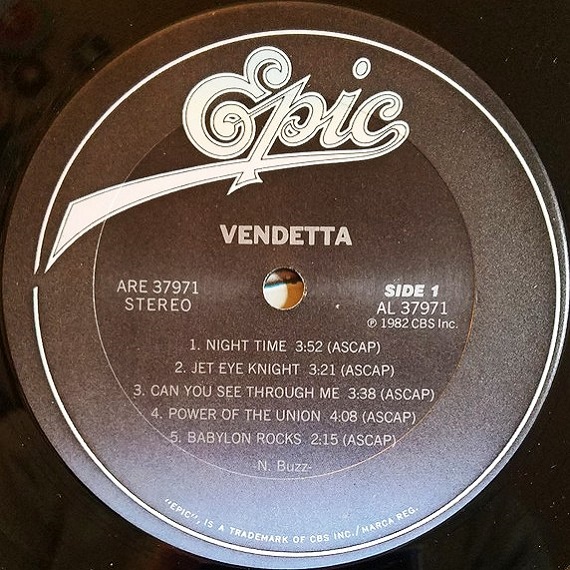 Epic
VENDETTA
ARE 37971
STEREO
SIDE 1
AL 37971
℗ 1982 CBS Inc.
1. NIGHT TIME 3:52 (ASCAP)
2. JET EYE KNIGHT 3:21 (ASCAP)
3. CAN YOU SEE THROUGH ME 3:38 (ASCAP)
4. POWER OF THE UNION 4:08 (ASCAP)
5. BABYLON ROCKS 2:15 (ASCAP)
-N. Buzz-
"EPIC", IS A TRADEMARK OF CBS INC./MARCA REG.